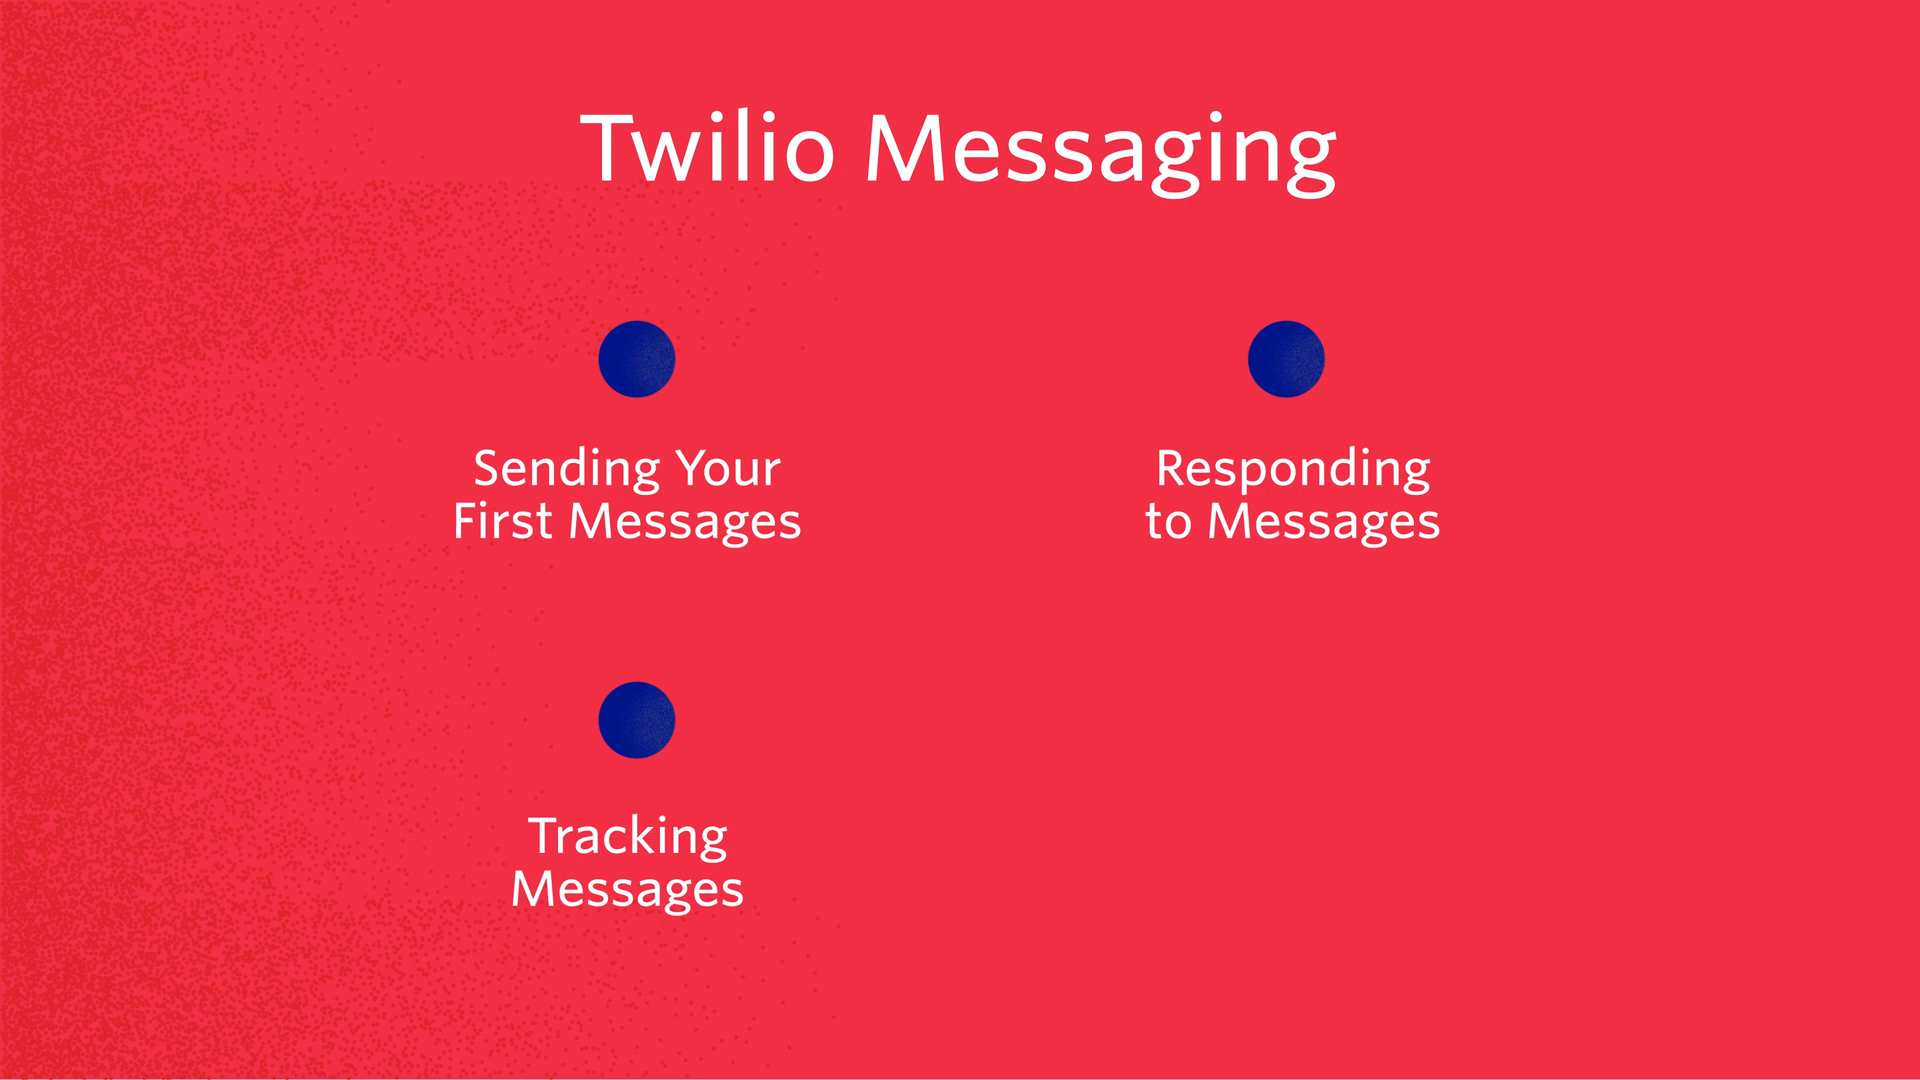 Twilio Messaging
Sending Your
First Messages
Responding
to Messages
Tracking
Messages